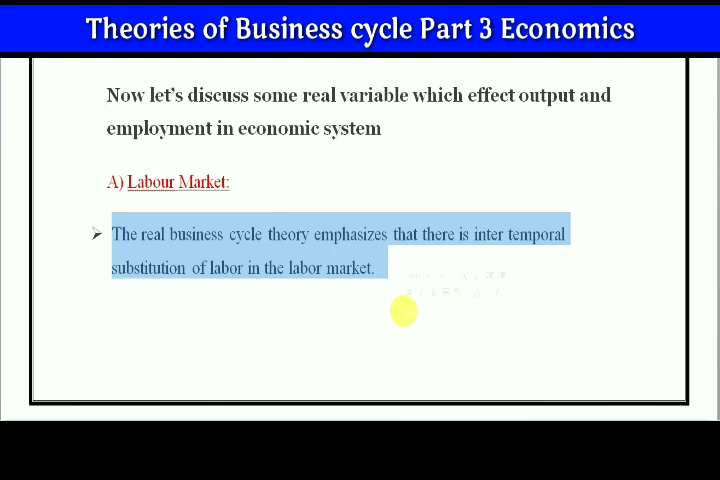 Theories of Business cycle Part 3 Economics
Now let's discuss some real variable which effect output and
employment in economic system
A) Labour Market:
➢ The real business cycle theory emphasizes that there is inter temporal
substitution of labor in the labor market.